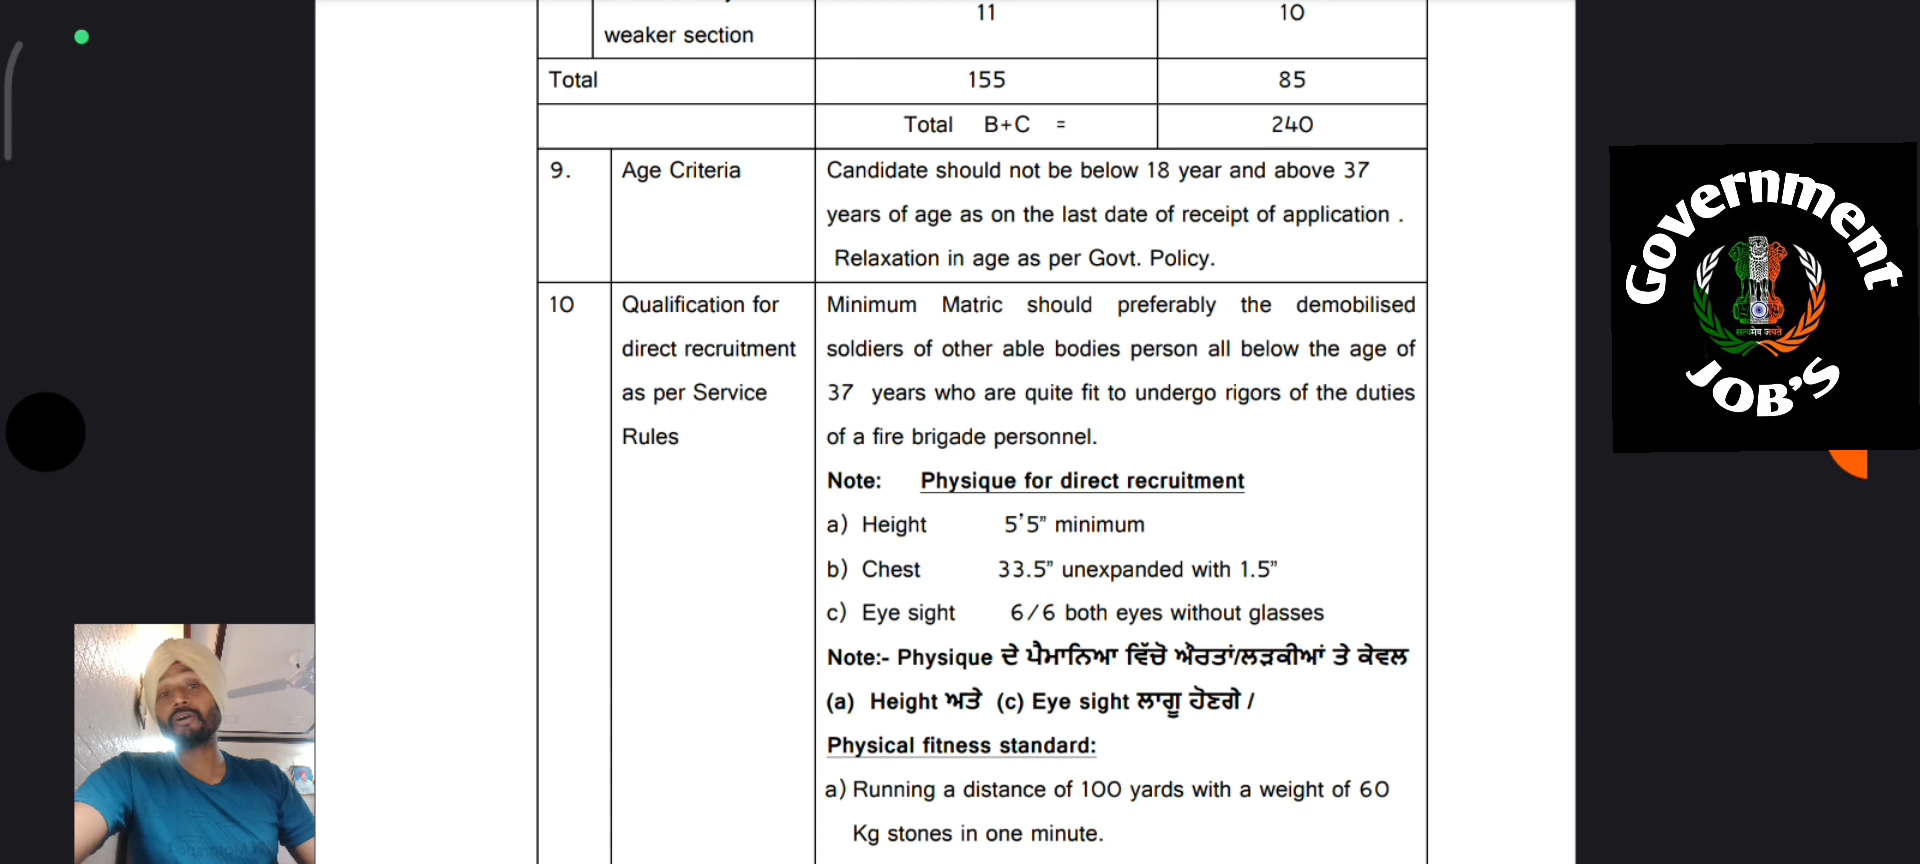 11 10
weaker section
Total 155 85
Total B+C = 240
9. Age Criteria Candidate should not be below 18 year and above 37
years of age as on the last date of receipt of application .
Relaxation in age as per Govt. Policy.
10 Qualification for Minimum Matric should preferably the demobilised
direct recruitment soldiers of other able bodies person all below the age of
as per Service 37 years who are quite fit to undergo rigors of the duties
Rules of a fire brigade personnel.
Note: Physique for direct recruitment
a) Height 5'5" minimum
b) Chest 33.5” unexpanded with 1.5”
c) Eye sight 6/6 both eyes without glasses
Note:- Physique ਦੇ ਪੈਮਾਨਿਆ ਵਿੱਚੋ ਔਰਤਾਂ/ਲੜਕੀਆਂ ਤੇ ਕੇਵਲ
(a) Height ਅਤੇ (c) Eye sight ਲਾਗੂ ਹੋਣਗੇ /
Physical fitness standard:
a) Running a distance of 100 yards with a weight of 60
Kg stones in one minute.
Government
सत्यमेव जयते
JOB'S